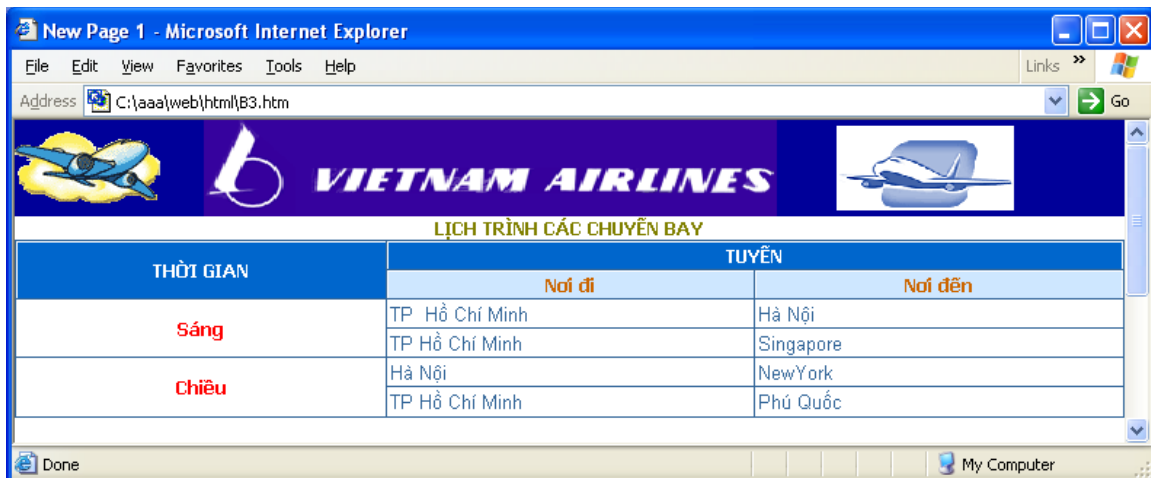 New Page 1 - Microsoft Internet Explorer
File Edit View Favorites Tools Help Links »
Address C:\aaa\web\html\B3.htm Go
VIETNAM AIRLINES
LỊCH TRÌNH CÁC CHUYẾN BAY
THỜI GIAN
TUYẾN
Nơi đi Nơi đến
Sáng
TP Hồ Chí Minh Hà Nội
TP Hồ Chí Minh Singapore
Chiều
Hà Nội NewYork
TP Hồ Chí Minh Phú Quốc
Done My Computer